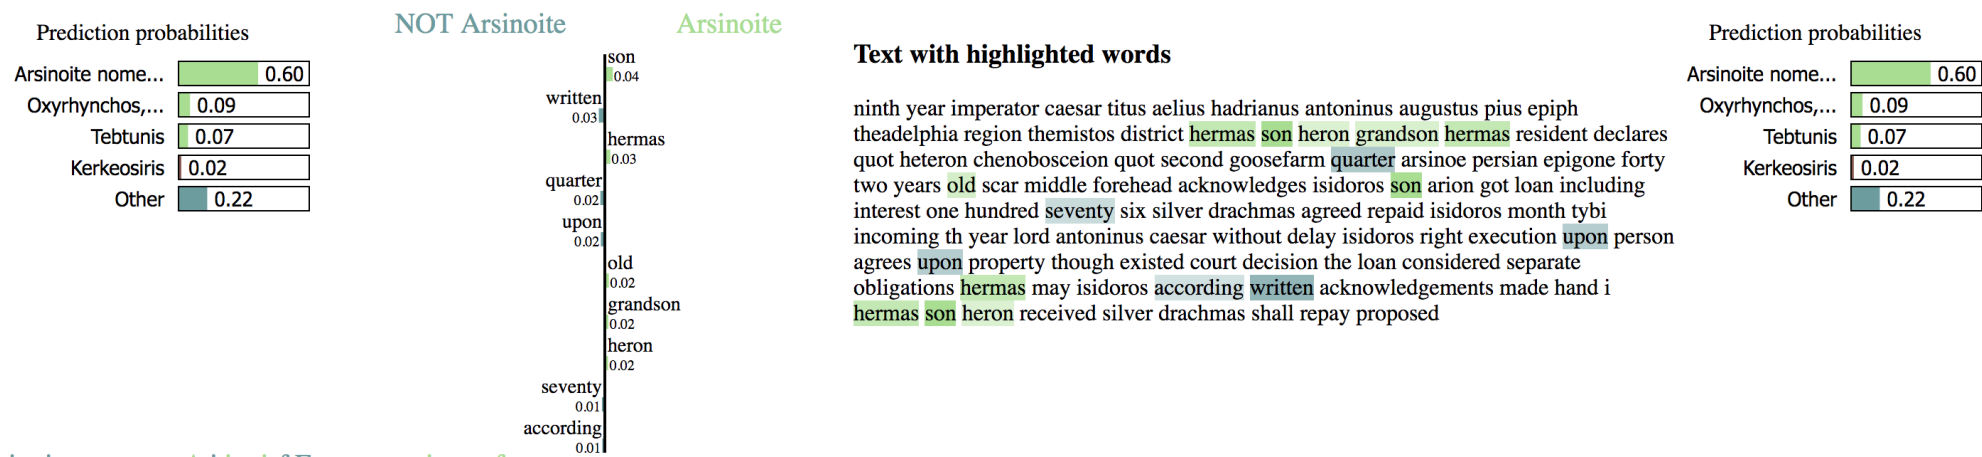 Prediction probabilities
Arsinoite nome... 0.60
Oxyrhynchos,... 0.09
Tebtunis 0.07
Kerkeosiris 0.02
Other 0.22
NOT Arsinoite
Arsinoite
son
0.04
written
0.03
hermas
0.03
quarter
0.02
upon
0.02
old
0.02
grandson
0.02
heron
0.02
seventy
0.01
according
0.01
Text with highlighted words
ninth year imperator caesar titus aelius hadrianus antoninus augustus pius epiph
theadelphia region themistos district hermas son heron grandson hermas resident declares
quot heteron chenobosceion quot second goosefarm quarter arsinoe persian epigone forty
two years old scar middle forehead acknowledges isidoros son arion got loan including
interest one hundred seventy six silver drachmas agreed repaid isidoros month tybi
incoming th year lord antoninus caesar without delay isidoros right execution upon person
agrees upon property though existed court decision the loan considered separate
obligations hermas may isidoros according written acknowledgements made hand i
hermas son heron received silver drachmas shall repay proposed
Prediction probabilities
Arsinoite nome... 0.60
Oxyrhynchos,... 0.09
Tebtunis 0.07
Kerkeosiris 0.02
Other 0.22